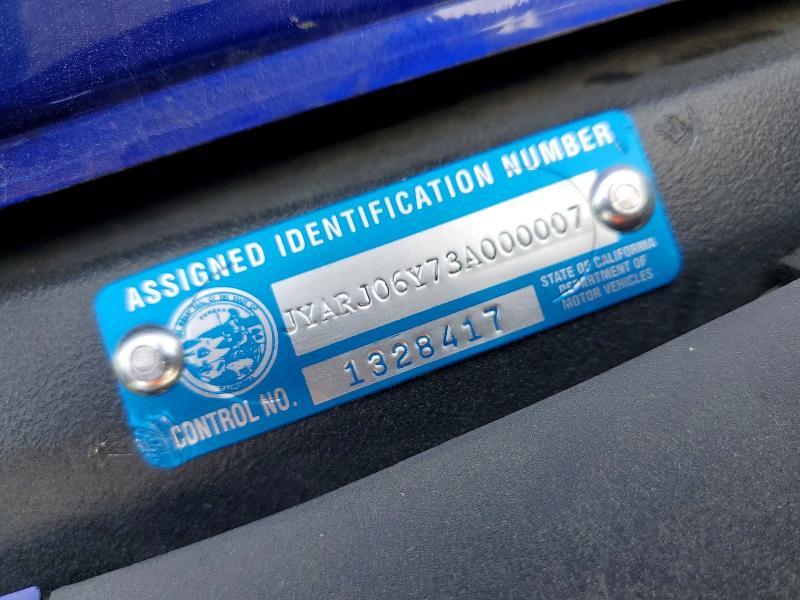 ASSIGNED IDENTIFICATION NUMBER
JYARJ06Y73A000007
STATE OF CALIFORNIA
DEPARTMENT OF
MOTOR VEHICLES
CONTROL NO. 1328417